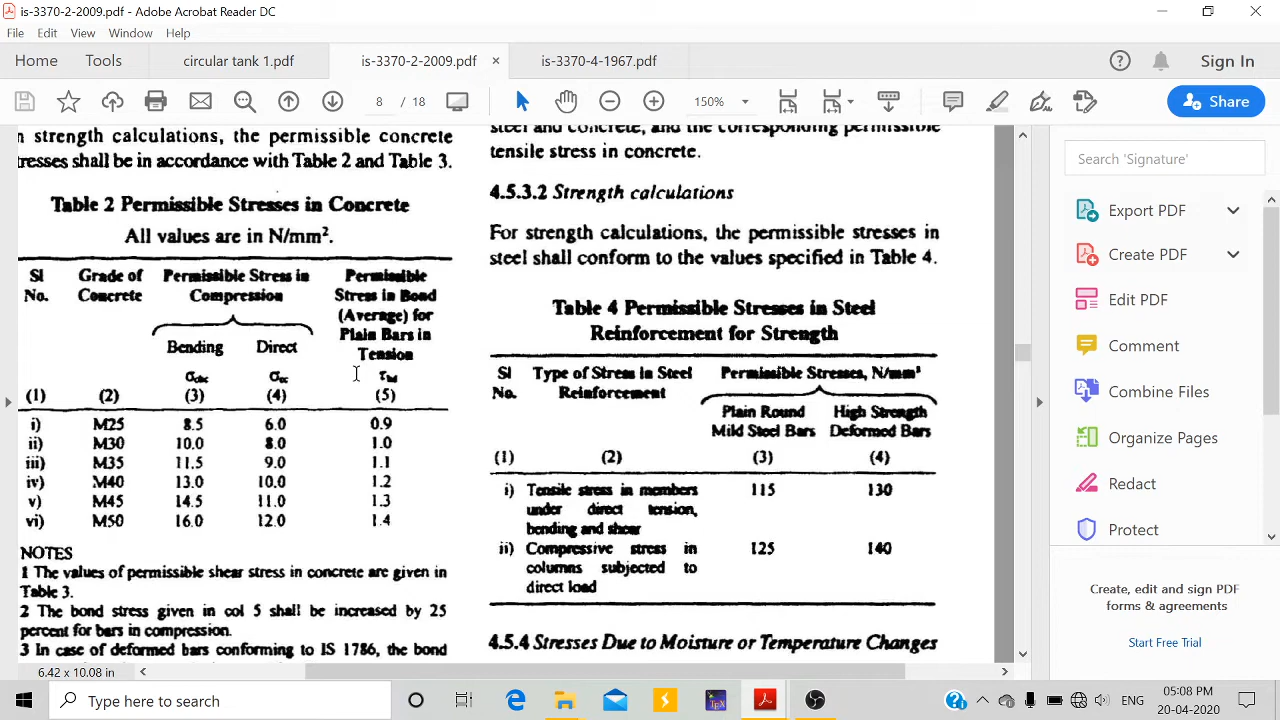 is-3370-2-2009.pdf - Adobe Acrobat Reader DC
File Edit View Window Help
Home Tools circular tank 1.pdf is-3370-2-2009.pdf × is-3370-4-1967.pdf Sign In
8 / 18 150% Share
n strength calculations, the permissible concrete
tresses shall be in accordance with Table 2 and Table 3.
Table 2 Permissible Stresses in Concrete
All values are in N/mm².
Sl No. Grade of Concrete Permissible Stress in Compression Permissible Stress in Bond (Average) for Plain Bars in Tension
Bending Direct
σcbc σcc τbd
(1) (2) (3) (4) (5)
i) M25 8.5 6.0 0.9
ii) M30 10.0 8.0 1.0
iii) M35 11.5 9.0 1.1
iv) M40 13.0 10.0 1.2
v) M45 14.5 11.0 1.3
vi) M50 16.0 12.0 1.4
NOTES
1 The values of permissible shear stress in concrete are given in
Table 3.
2 The bond stress given in col 5 shall be increased by 25
percent for bars in compression.
3 In case of deformed bars conforming to IS 1786, the bond
steel and concrete, and the corresponding permissible
tensile stress in concrete.
4.5.3.2 Strength calculations
For strength calculations, the permissible stresses in
steel shall conform to the values specified in Table 4.
Table 4 Permissible Stresses in Steel
Reinforcement for Strength
Sl No. Type of Stress in Steel Reinforcement Permissible Stresses, N/mm²
Plain Round Mild Steel Bars High Strength Deformed Bars
(1) (2) (3) (4)
i) Tensile stress in members 115 130
under direct tension,
bending and shear
ii) Compressive stress in 125 140
columns subjected to
direct load
4.5.4 Stresses Due to Moisture or Temperature Changes
6.42 x 10.08 in
Search 'Signature'
Export PDF
Create PDF
Edit PDF
Comment
Combine Files
Organize Pages
Redact
Protect
Create, edit and sign PDF
forms & agreements
Start Free Trial
Type here to search
ENG
05:08 PM
20-04-2020